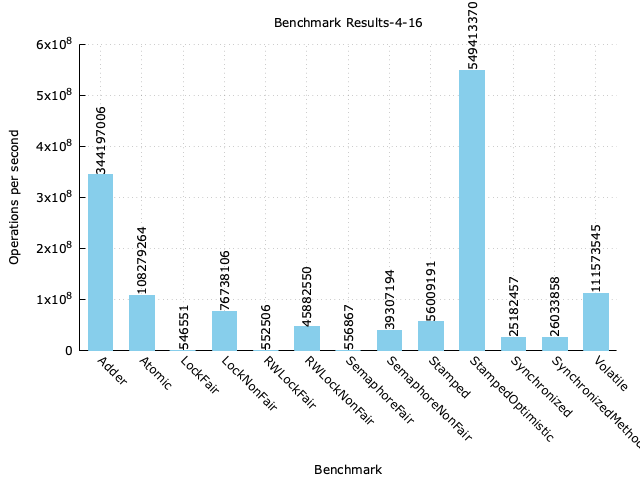 Benchmark Results-4-16
Operations per second
6x10⁸
5x10⁸
4x10⁸
3x10⁸
2x10⁸
1x10⁸
0
344197006
108279264
546551
76738106
552506
45882550
556867
39307194
56009191
549413370
25182457
26033858
111573545
Adder
Atomic
LockFair
LockNonFair
RWLockFair
RWLockNonFair
SemaphoreFair
SemaphoreNonFair
Stamped
StampedOptimistic
Synchronized
SynchronizedMetho
Volatile
Benchmark